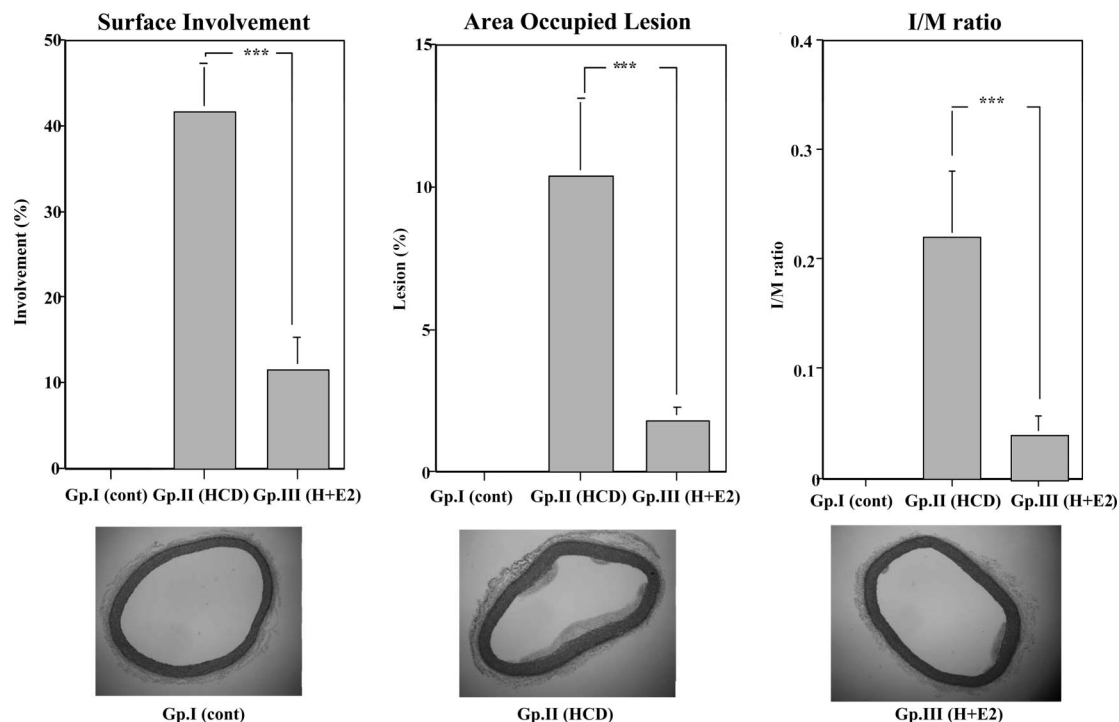 Surface Involvement
50
40
30
20
10
0
Involvement (%)
***
Gp.I (cont) Gp.II (HCD) Gp.III (H+E2)
Area Occupied Lesion
15
10
5
0
Lesion (%)
***
Gp.I (cont) Gp.II (HCD) Gp.III (H+E2)
I/M ratio
0.4
0.3
0.2
0.1
0
I/M ratio
***
Gp.I (cont) Gp.II (HCD) Gp.III (H+E2)
Gp.I (cont)
Gp.II (HCD)
Gp.III (H+E2)